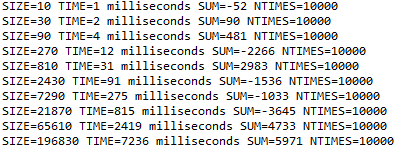 SIZE=10 TIME=1 milliseconds SUM=-52 NTIMES=10000
SIZE=30 TIME=2 milliseconds SUM=90 NTIMES=10000
SIZE=90 TIME=4 milliseconds SUM=481 NTIMES=10000
SIZE=270 TIME=12 milliseconds SUM=-2266 NTIMES=10000
SIZE=810 TIME=31 milliseconds SUM=2983 NTIMES=10000
SIZE=2430 TIME=91 milliseconds SUM=-1536 NTIMES=10000
SIZE=7290 TIME=275 milliseconds SUM=-1033 NTIMES=10000
SIZE=21870 TIME=815 milliseconds SUM=-3645 NTIMES=10000
SIZE=65610 TIME=2419 milliseconds SUM=4733 NTIMES=10000
SIZE=196830 TIME=7236 milliseconds SUM=5971 NTIMES=10000